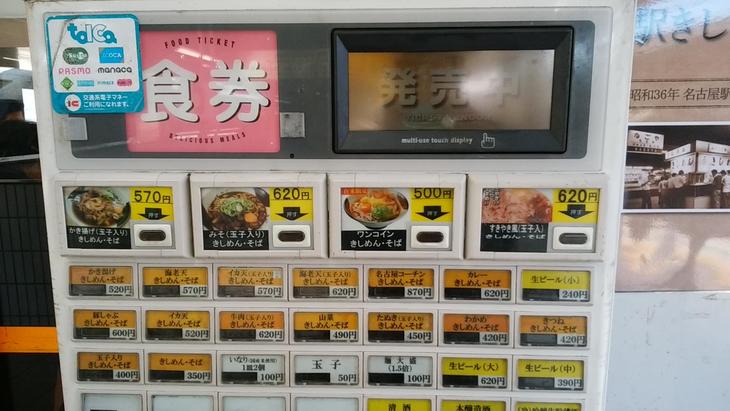 toICa
PASMO
ICOCA
manaca
交通系電子マネー
ご利用になれます。
FOOD TICKET
食券
DELICIOUS MEALS
発売中
multi-use touch display
駅きし
昭和36年 名古屋駅
570円
押す
かき揚げ(玉子入り)
きしめん・そば
620円
押す
みそ(玉子入り)
きしめん・そば
500円
押す
ワンコイン
きしめん・そば
620円
押す
すきやき風(玉子入)
きしめん・そば
かき揚げ
きしめん・そば
520円
海老天
きしめん・そば
570円
イカ天(玉子入り)
きしめん・そば
570円
海老天(玉子入り)
きしめん・そば
620円
名古屋コーチン
きしめん・そば
870円
カレー
きしめん・そば
620円
生ビール(小)
240円
豚しゃぶ
きしめん・そば
600円
イカ天
きしめん・そば
520円
牛肉(玉子入り)
きしめん・そば
620円
山菜
きしめん・そば
490円
たぬき(玉子入り)
きしめん・そば
450円
わかめ
きしめん・そば
420円
きつね
きしめん・そば
420円
玉子入り
きしめん・そば
400円
きしめん・そば
350円
いなり(国産米使用)
1皿2個
100円
玉子
50円
麺大盛
(1.5倍)
100円
生ビール(大)
620円
生ビール(中)
390円
清酒
本醸造酒